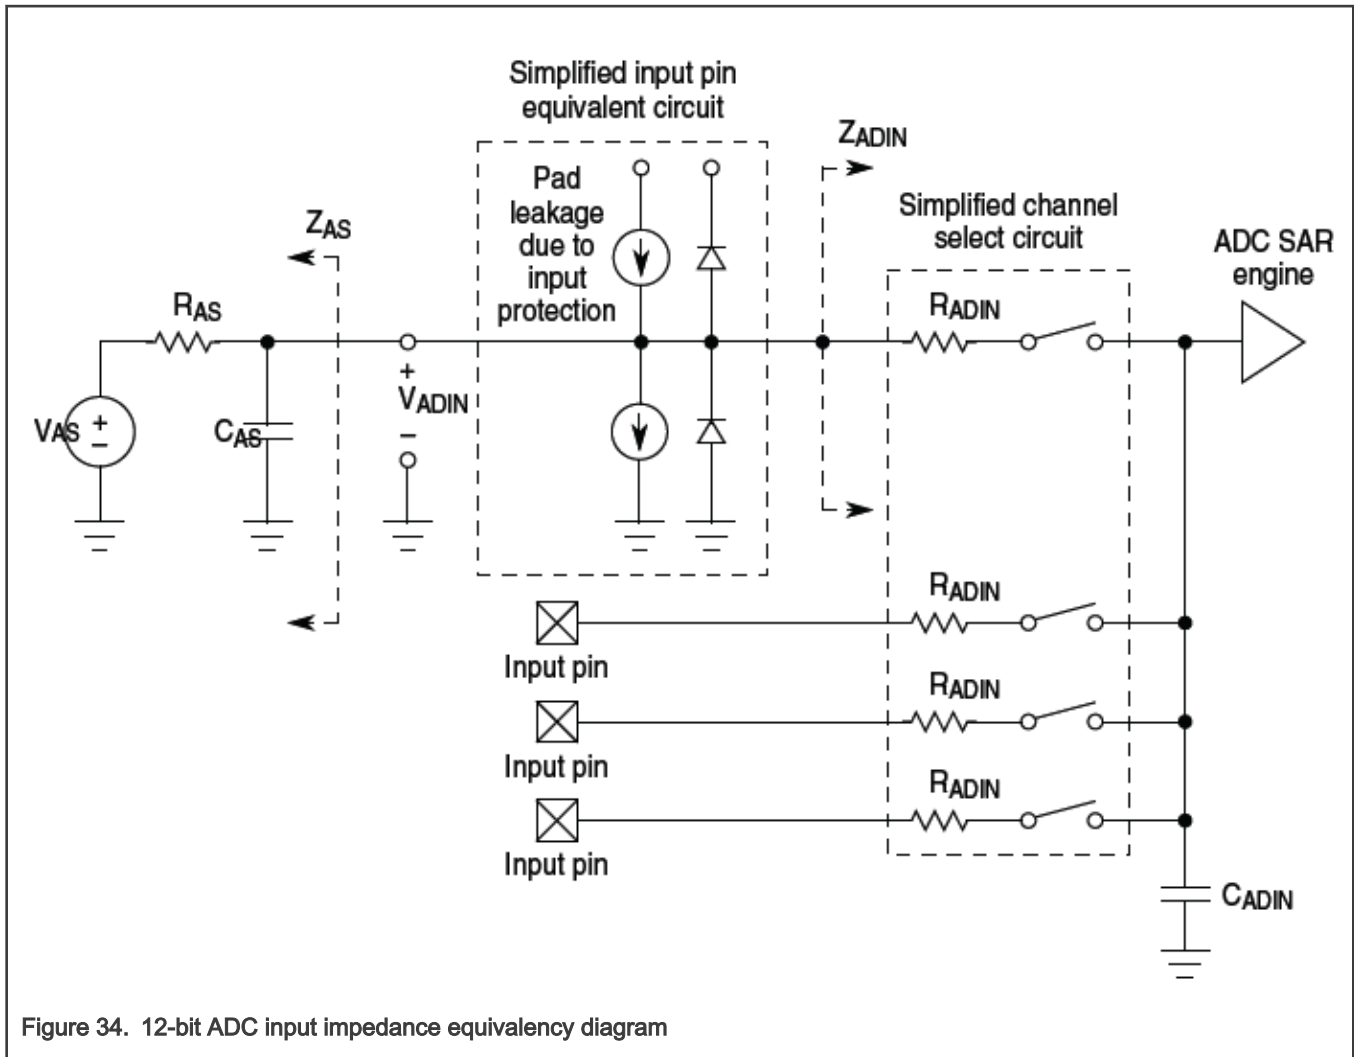 Simplified input pin
equivalent circuit
Pad
leakage
due to
input
protection
ZADIN
Simplified channel
select circuit
ADC SAR
engine
ZAS
RAS
RADIN
+
VADIN
−
VAS
+
−
CAS
RADIN
Input pin
RADIN
Input pin
RADIN
Input pin
CADIN
Figure 34. 12-bit ADC input impedance equivalency diagram